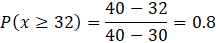 P(x ≥ 32) = (40 − 32)/(40 − 30) = 0.8